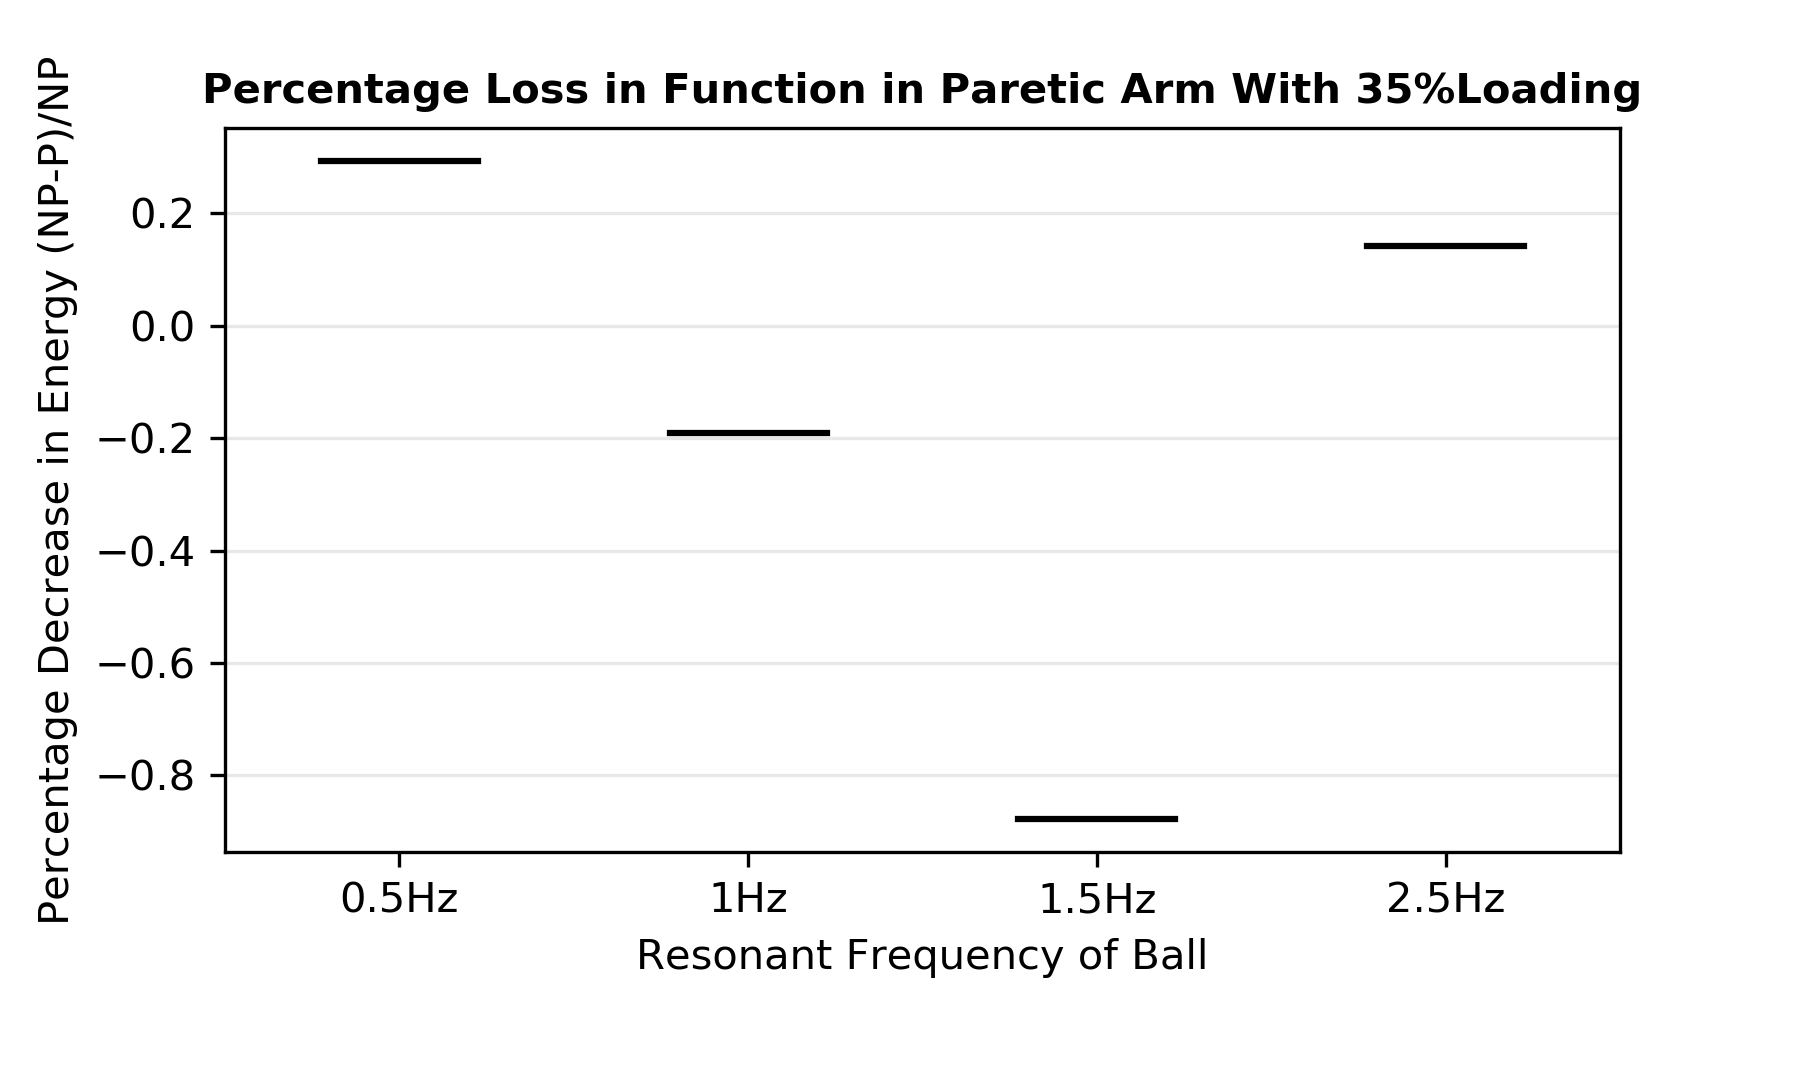 Percentage Loss in Function in Paretic Arm With 35%Loading
Percentage Decrease in Energy (NP-P)/NP
0.2
0.0
−0.2
−0.4
−0.6
−0.8
0.5Hz
1Hz
1.5Hz
2.5Hz
Resonant Frequency of Ball